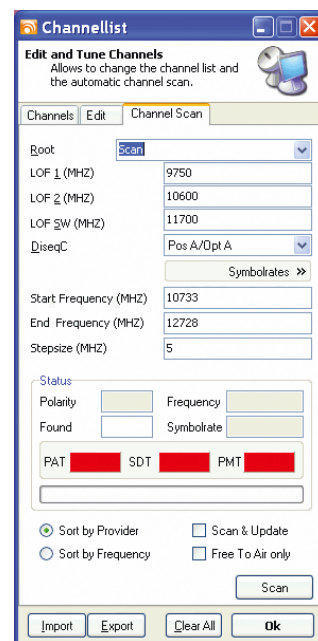 Channellist
Edit and Tune Channels
Allows to change the channel list and
the automatic channel
scan.
Channels Edit Channel Scan
Root Scan
LOF 1 (MHZ) 9750
LOF 2 (MHZ) 10600
LOF SW (MHZ) 11700
DiseqC Pos A/Opt A
Symbolrates »
Start Frequency (MHZ) 10733
End Frequency (MHZ) 12728
Stepsize (MHZ) 5
Status
Polarity Frequency
Found Symbolrate
PAT SDT PMT
Sort by Provider Scan & Update
Sort by Frequency Free To Air only
Scan
Import Export Clear All Ok